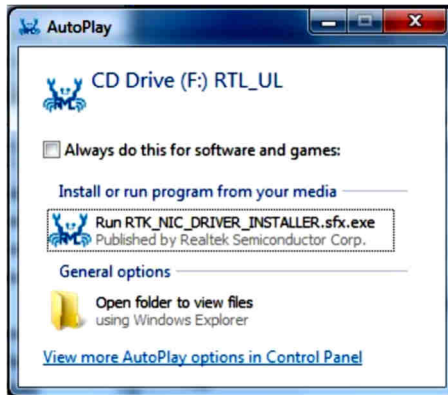 AutoPlay
CD Drive (F:) RTL_UL
Always do this for software and games:
Install or run program from your media
Run RTK_NIC_DRIVER_INSTALLER.sfx.exe
Published by Realtek Semiconductor Corp.
General options
Open folder to view files
using Windows Explorer
View more AutoPlay options in Control Panel